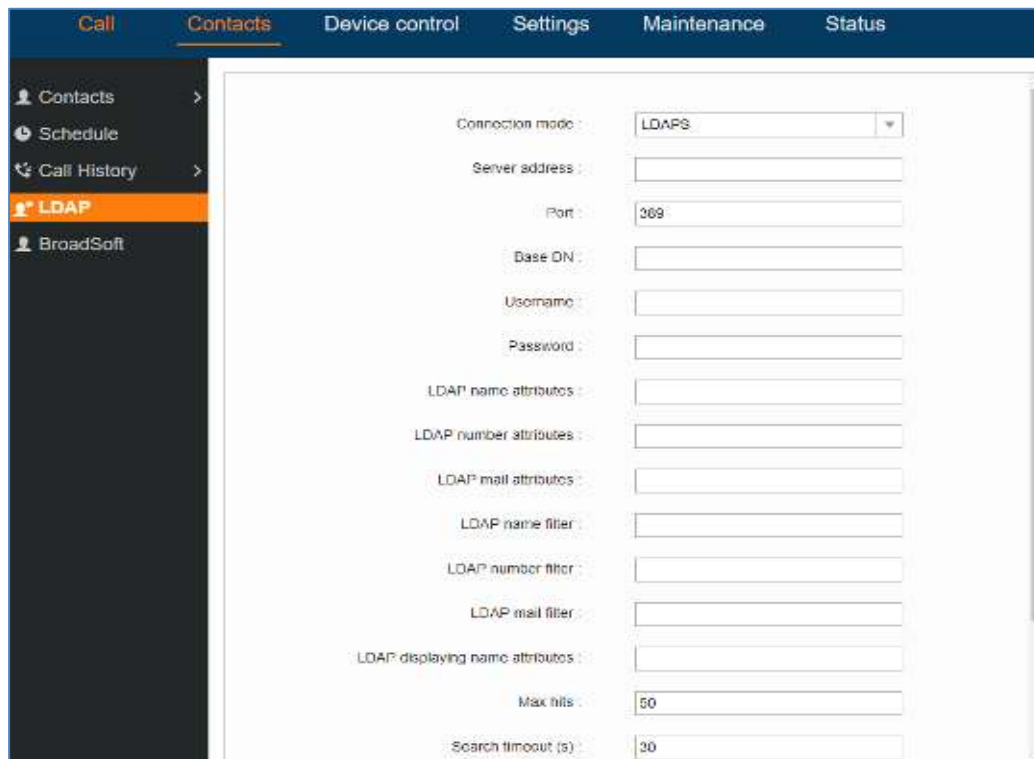 Call Contacts Device control Settings Maintenance Status
Contacts
Schedule
Call History
LDAP
BroadSoft
Connection mode : LDAPS
Server address :
Port : 389
Base DN :
Username :
Password :
LDAP name attributes :
LDAP number attributes :
LDAP mail attributes :
LDAP name filter :
LDAP number filter :
LDAP mail filter :
LDAP displaying name attributes :
Max hits : 50
Search timeout (s) : 30